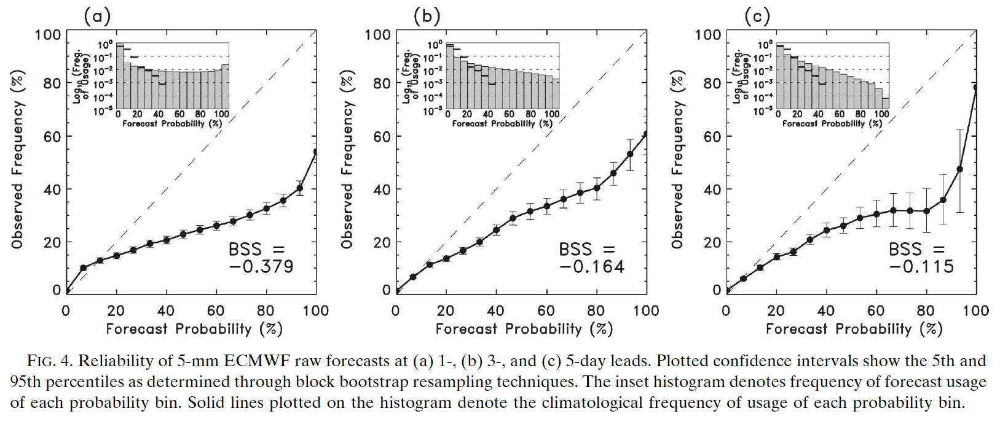 (a)
100
80
60
40
20
0
Observed Frequency (%)
0 20 40 60 80 100
Forecast Probability (%)
Log10 (Freq. of Usage)
10^0
10^-1
10^-2
10^-3
10^-4
10^-5
0 20 40 60 80 100
Forecast Probability (%)
BSS =
−0.379
(b)
100
80
60
40
20
0
Observed Frequency (%)
0 20 40 60 80 100
Forecast Probability (%)
Log10 (Freq. of Usage)
10^0
10^-1
10^-2
10^-3
10^-4
10^-5
0 20 40 60 80 100
Forecast Probability (%)
BSS =
−0.164
(c)
100
80
60
40
20
0
Observed Frequency (%)
0 20 40 60 80 100
Forecast Probability (%)
Log10 (Freq. of Usage)
10^0
10^-1
10^-2
10^-3
10^-4
10^-5
0 20 40 60 80 100
Forecast Probability (%)
BSS =
−0.115
FIG. 4. Reliability of 5-mm ECMWF raw forecasts at (a) 1-, (b) 3-, and (c) 5-day leads. Plotted confidence intervals show the 5th and
95th percentiles as determined through block bootstrap resampling techniques. The inset histogram denotes frequency of forecast usage
of each probability bin. Solid lines plotted on the histogram denote the climatological frequency of usage of each probability bin.